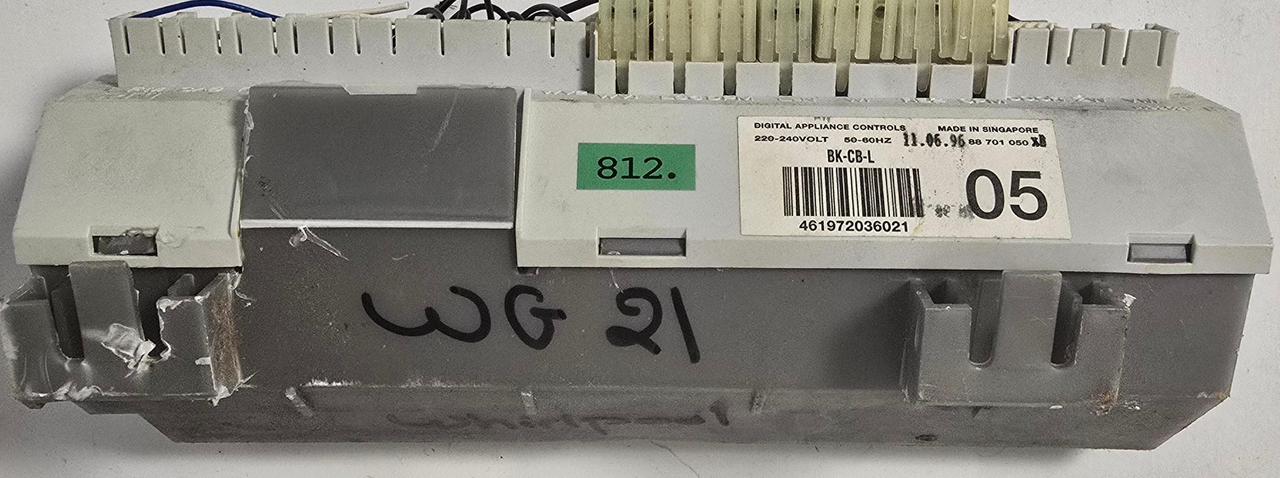 812.
DIGITAL APPLIANCE CONTROLS MADE IN SINGAPORE
220-240VOLT 50-60HZ 11.06.96 88 701 050 XB
BK-CB-L
05
461972036021
WG 21
Whirlpool